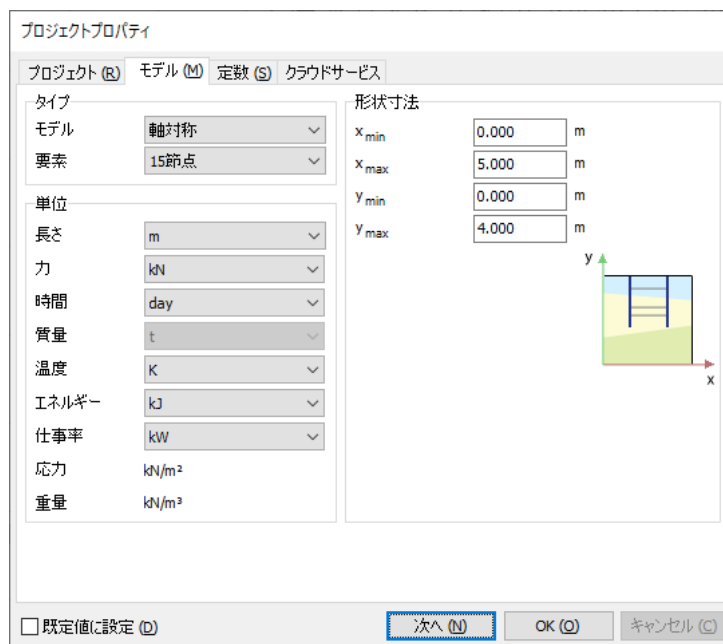 プロジェクトプロパティ
プロジェクト (R) モデル (M) 定数 (S) クラウドサービス
タイプ
モデル 軸対称
要素 15節点
単位
長さ m
力 kN
時間 day
質量 t
温度 K
エネルギー kJ
仕事率 kW
応力 kN/m²
重量 kN/m³
形状寸法
x min 0.000 m
x max 5.000 m
y min 0.000 m
y max 4.000 m
y
x
既定値に設定 (D) 次へ (N) OK (O) キャンセル (C)